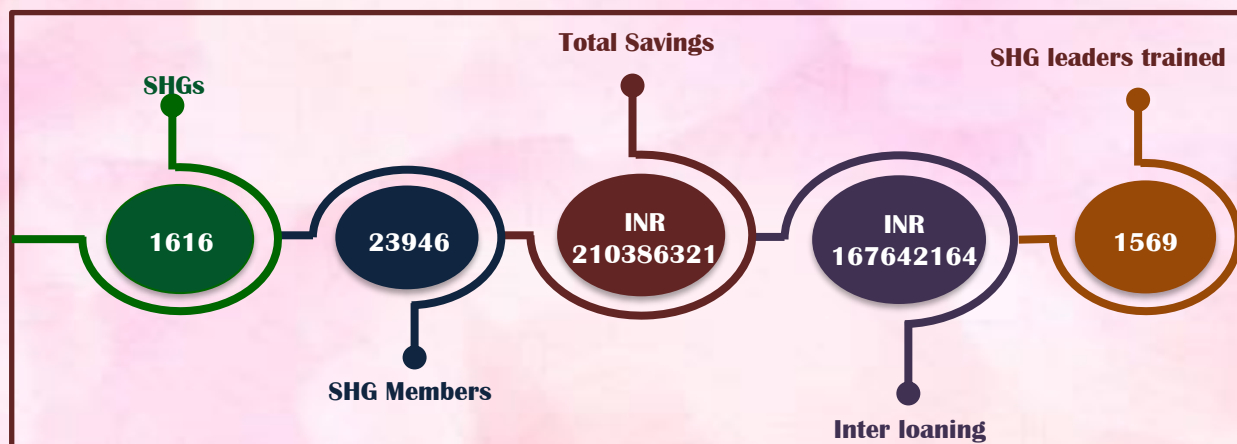 SHGs
1616
23946
SHG Members
Total Savings
INR
210386321
INR
167642164
Inter loaning
SHG leaders trained
1569